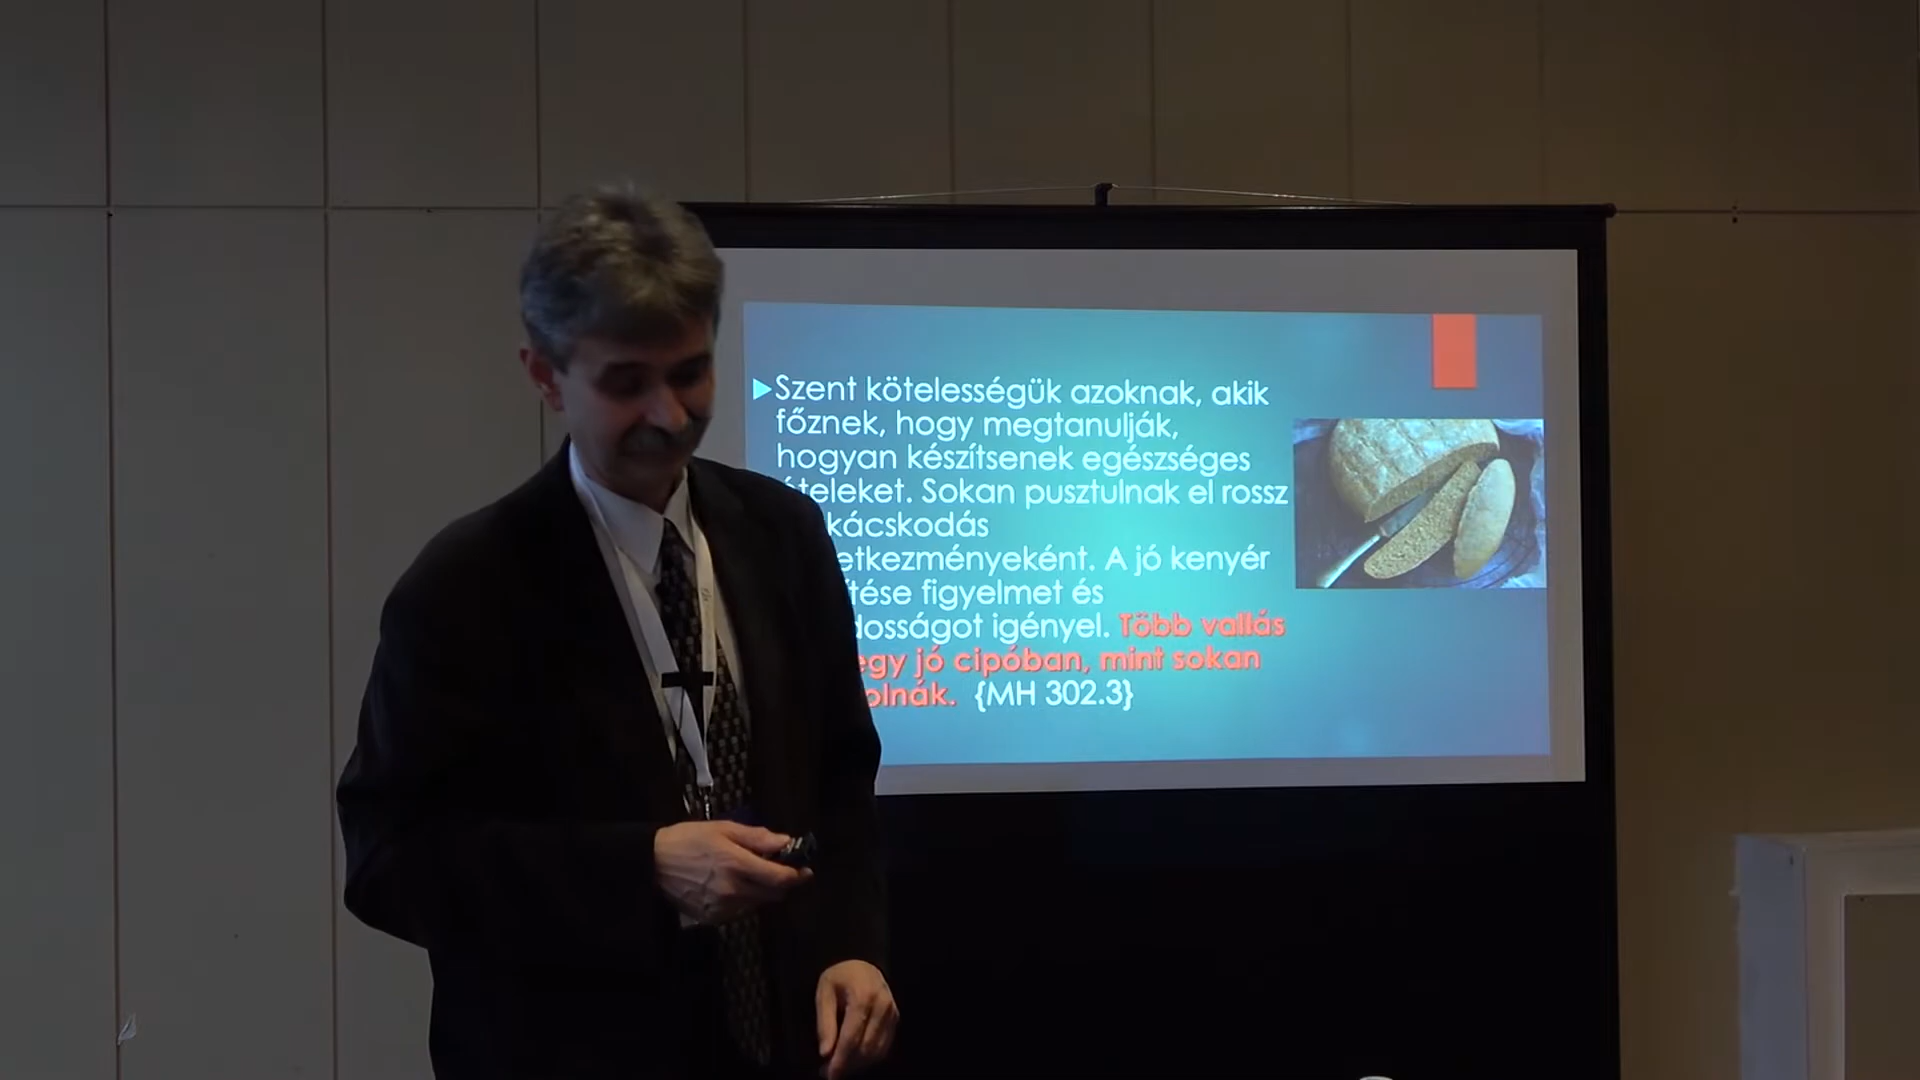 Szent kötelességük azoknak, akik
főznek, hogy megtanulják,
hogyan készítsenek egészséges
ételeket. Sokan pusztulnak el rossz
kácskodás
etkezményeként. A jó kenyér
tése figyelmet és
dosságot igényel. Több vallás
egy jó cipóban, mint sokan
olnák. {MH 302.3}